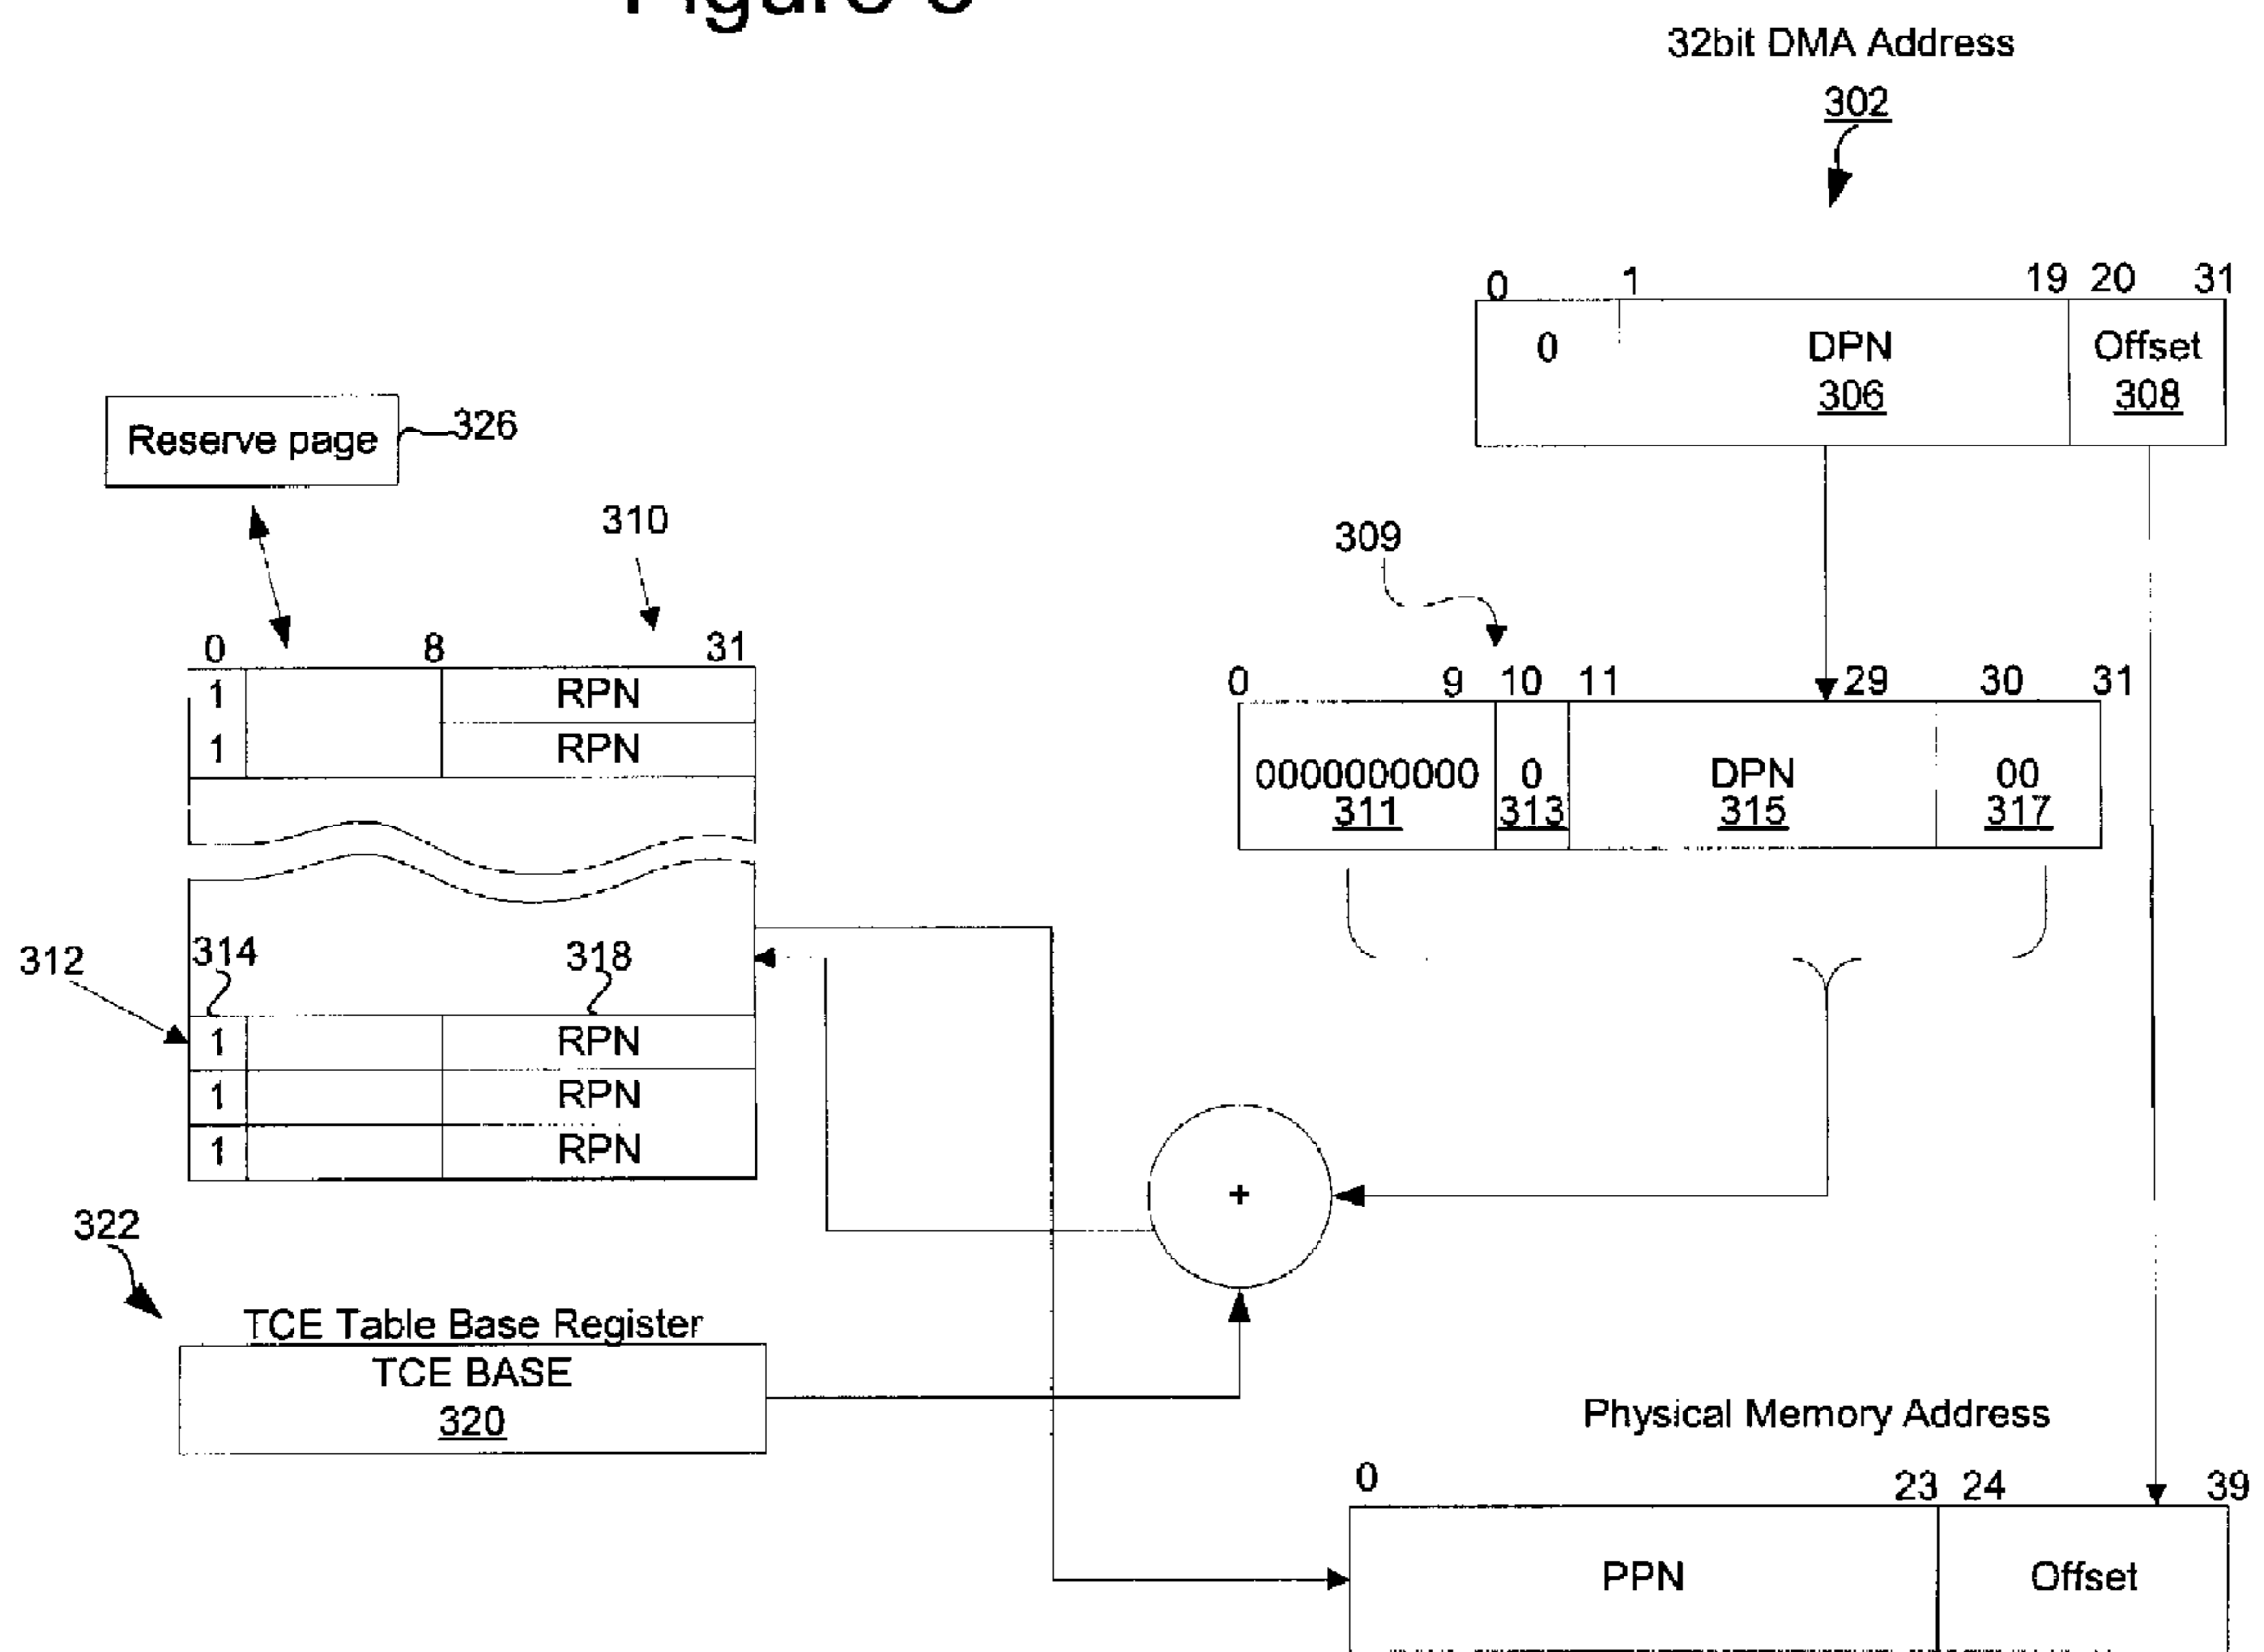 32bit DMA Address
302
0 1 19 20 31
0 DPN Offset
306 308
Reserve page 326
310
309
0 8 31
1 RPN
1 RPN
0 9 10 11 29 30 31
0000000000 0 DPN 00
311 313 315 317
312 314 318
1 RPN
1 RPN
1 RPN
+
322
TCE Table Base Register
TCE BASE
320
Physical Memory Address
0 23 24 39
PPN Offset